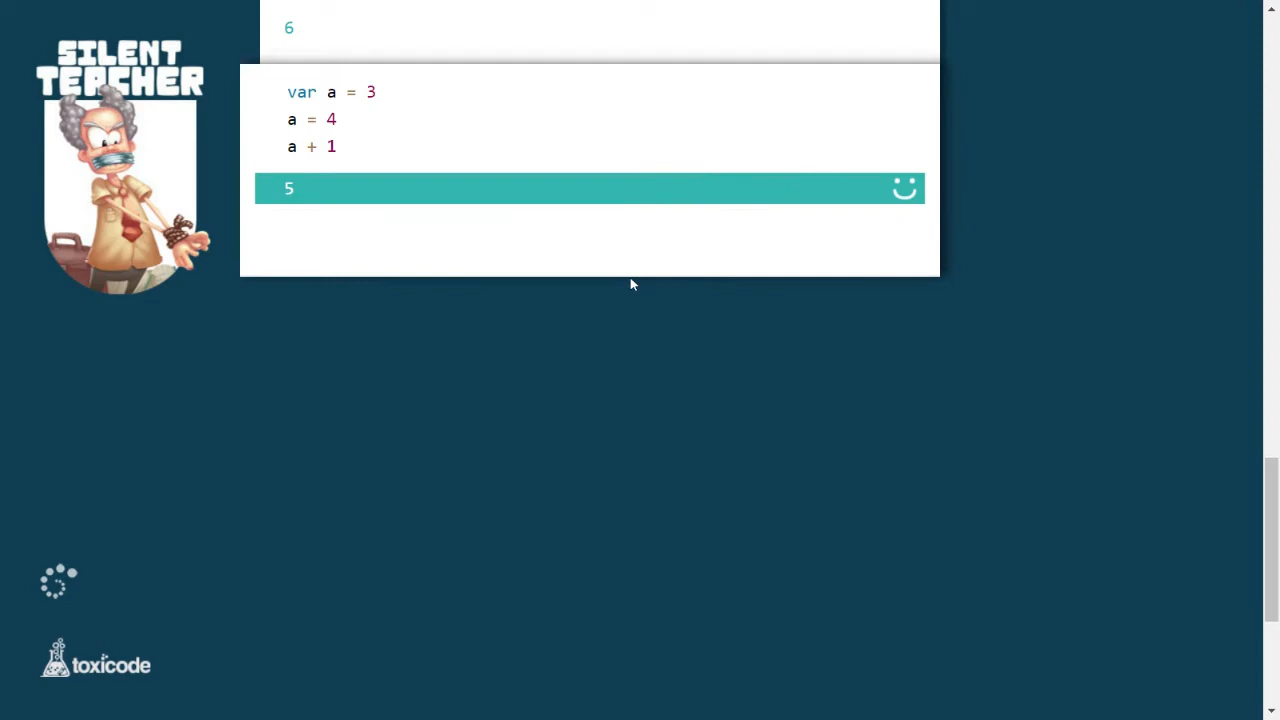 6
SILENT
TEACHER
var a = 3
a = 4
a + 1
5
toxicode